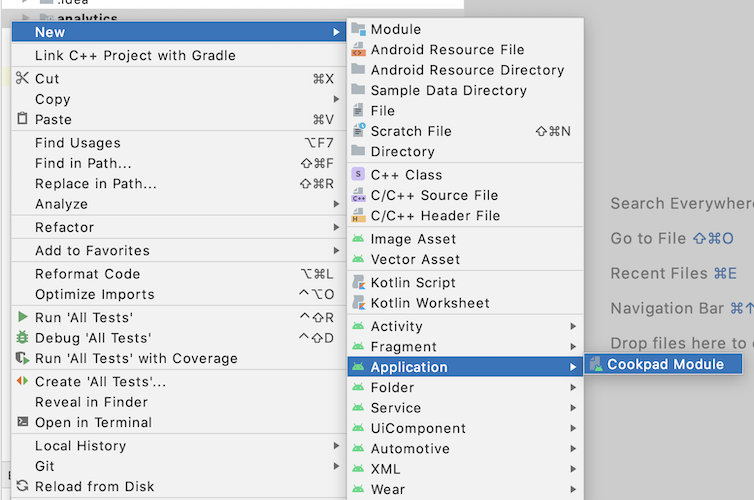 .idea
analytics
New
Link C++ Project with Gradle
Cut ⌘X
Copy
Paste ⌘V
Find Usages ⌥F7
Find in Path... ⇧⌘F
Replace in Path... ⇧⌘R
Analyze
Refactor
Add to Favorites
Reformat Code ⌥⌘L
Optimize Imports ^⌥O
Run 'All Tests' ^⇧R
Debug 'All Tests' ^⇧D
Run 'All Tests' with Coverage
Create 'All Tests'...
Reveal in Finder
Open in Terminal
Local History
Git
Reload from Disk
Module
Android Resource File
Android Resource Directory
Sample Data Directory
File
Scratch File ⇧⌘N
Directory
S C++ Class
C++ C/C++ Source File
H C/C++ Header File
Image Asset
Vector Asset
Kotlin Script
Kotlin Worksheet
Activity
Fragment
Application
Folder
Service
UiComponent
Automotive
XML
Wear
Cookpad Module
Search Everywhere
Go to File ⇧⌘O
Recent Files ⌘E
Navigation Bar ⌘↑
Drop files here to